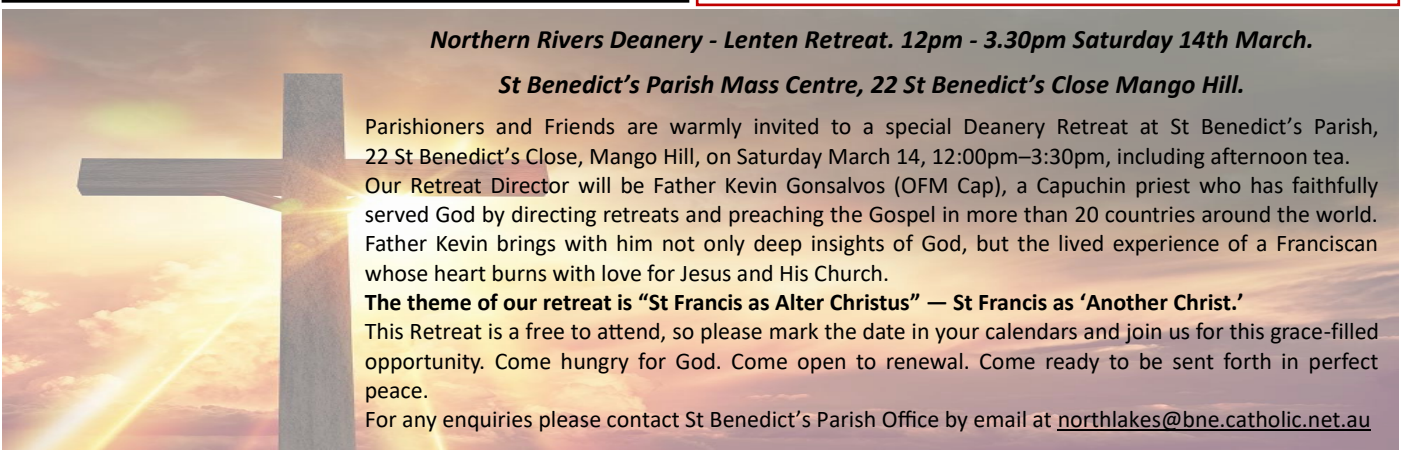 Northern Rivers Deanery - Lenten Retreat. 12pm - 3.30pm Saturday 14th March.
St Benedict’s Parish Mass Centre, 22 St Benedict’s Close Mango Hill.
Parishioners and Friends are warmly invited to a special Deanery Retreat at St Benedict’s Parish,
22 St Benedict’s Close, Mango Hill, on Saturday March 14, 12:00pm–3:30pm, including afternoon tea.
Our Retreat Director will be Father Kevin Gonsalvos (OFM Cap), a Capuchin priest who has faithfully
served God by directing retreats and preaching the Gospel in more than 20 countries around the world.
Father Kevin brings with him not only deep insights of God, but the lived experience of a Franciscan
whose heart burns with love for Jesus and His Church.
The theme of our retreat is “St Francis as Alter Christus” — St Francis as ‘Another Christ.’
This Retreat is a free to attend, so please mark the date in your calendars and join us for this grace-filled
opportunity. Come hungry for God. Come open to renewal. Come ready to be sent forth in perfect
peace.
For any enquiries please contact St Benedict’s Parish Office by email at northlakes@bne.catholic.net.au